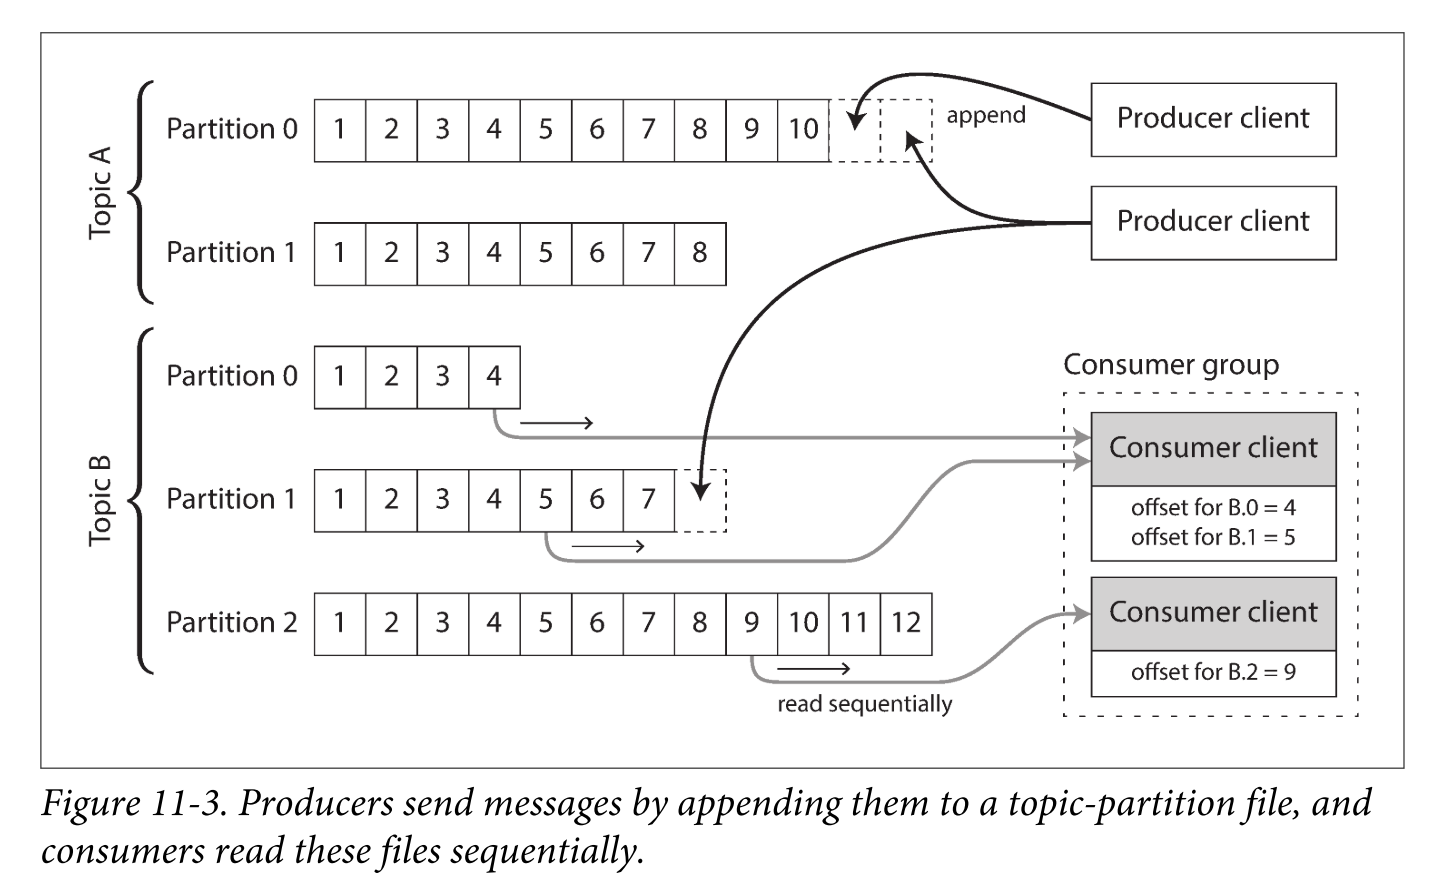 Topic A
Partition 0 1 2 3 4 5 6 7 8 9 10
append
Producer client
Producer client
Partition 1 1 2 3 4 5 6 7 8
Topic B
Partition 0 1 2 3 4
Partition 1 1 2 3 4 5 6 7
Partition 2 1 2 3 4 5 6 7 8 9 10 11 12
read sequentially
Consumer group
Consumer client
offset for B.0 = 4
offset for B.1 = 5
Consumer client
offset for B.2 = 9
Figure 11-3. Producers send messages by appending them to a topic-partition file, and
consumers read these files sequentially.